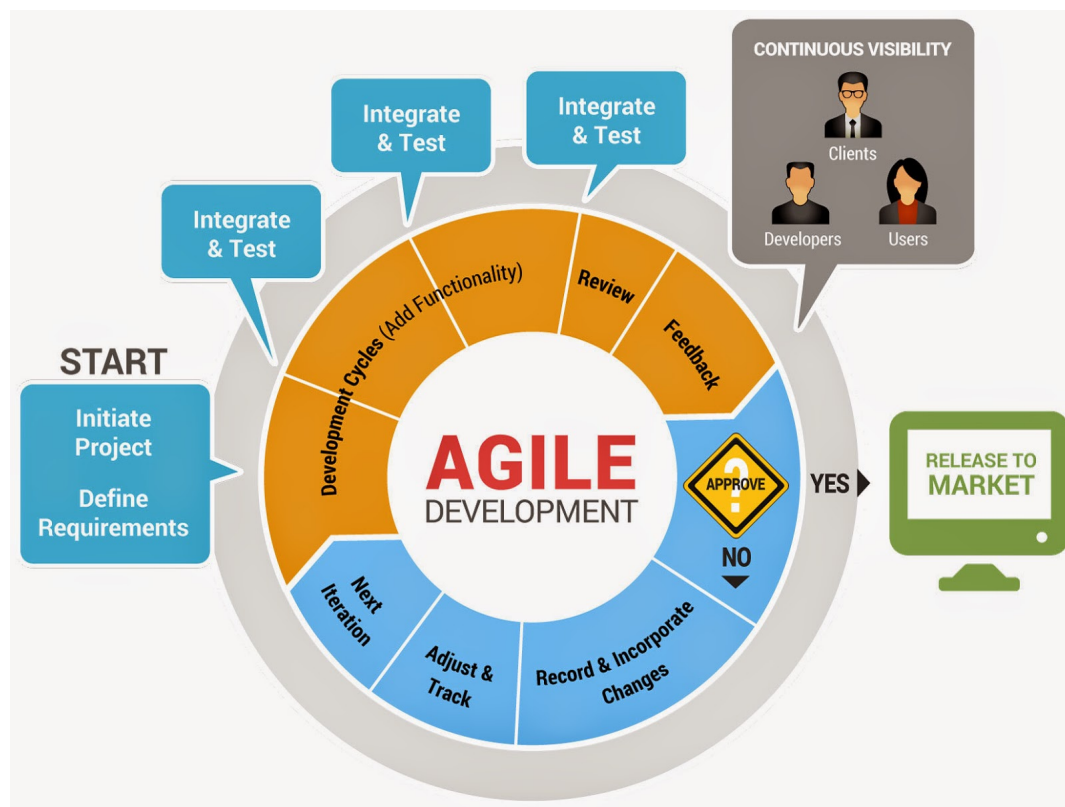 CONTINUOUS VISIBILITY
Clients
Developers
Users
Integrate
& Test
Integrate
& Test
Integrate
& Test
START
Initiate
Project
Define
Requirements
Development Cycles (Add Functionality)
Review
Feedback
AGILE
DEVELOPMENT
?
APPROVE
YES
NO
RELEASE TO
MARKET
Record & Incorporate
Changes
Adjust &
Track
Next
Iteration